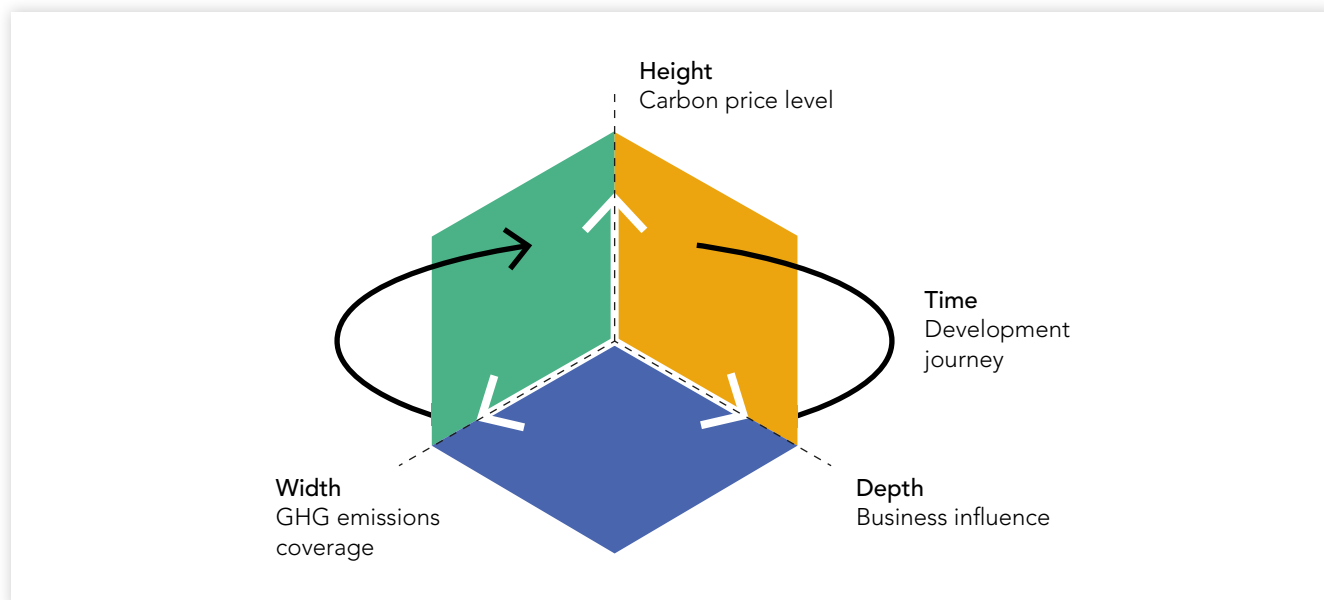 Height
Carbon price level
Time
Development
journey
Width
GHG emissions
coverage
Depth
Business influence